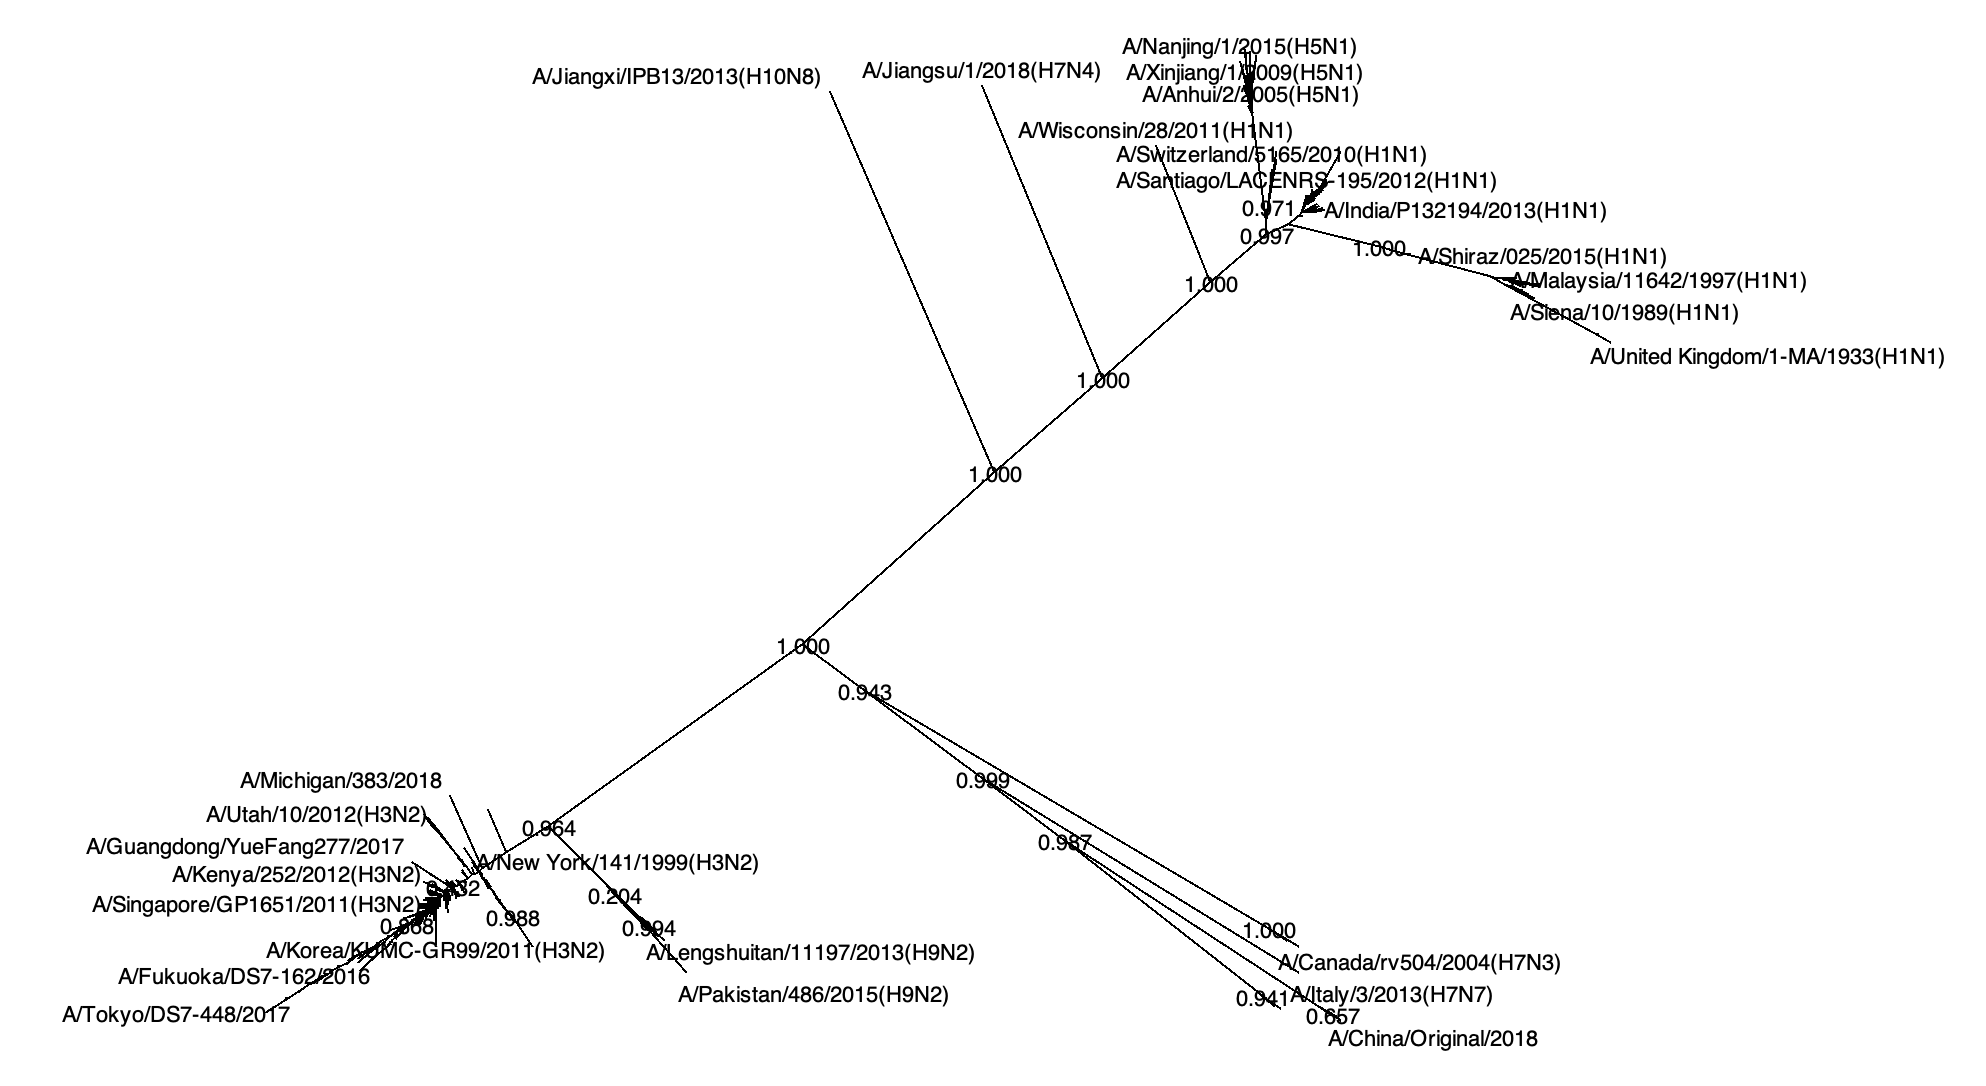 A/Nanjing/1/2015(H5N1)
A/Jiangxi/IPB13/2013(H10N8)
A/Jiangsu/1/2018(H7N4)
A/Xinjiang/1/2009(H5N1)
A/Anhui/2/2005(H5N1)
A/Wisconsin/28/2011(H1N1)
A/Switzerland/5165/2010(H1N1)
A/Santiago/LACENRS-195/2012(H1N1)
0.971
A/India/P132194/2013(H1N1)
0.997
1.000
A/Shiraz/025/2015(H1N1)
1.000
A/Malaysia/11642/1997(H1N1)
A/Siena/10/1989(H1N1)
A/United Kingdom/1-MA/1933(H1N1)
1.000
1.000
1.000
0.943
A/Michigan/383/2018
0.999
A/Utah/10/2012(H3N2)
0.964
A/Guangdong/YueFang277/2017
0.987
A/New York/141/1999(H3N2)
A/Kenya/252/2012(H3N2)
0.204
A/Singapore/GP1651/2011(H3N2)
0.988
0.868
0.994
1.000
A/Korea/KUMC-GR99/2011(H3N2)
A/Lengshuitan/11197/2013(H9N2)
A/Canada/rv504/2004(H7N3)
A/Fukuoka/DS7-162/2016
A/Pakistan/486/2015(H9N2)
0.941
A/Italy/3/2013(H7N7)
A/Tokyo/DS7-448/2017
0.657
A/China/Original/2018